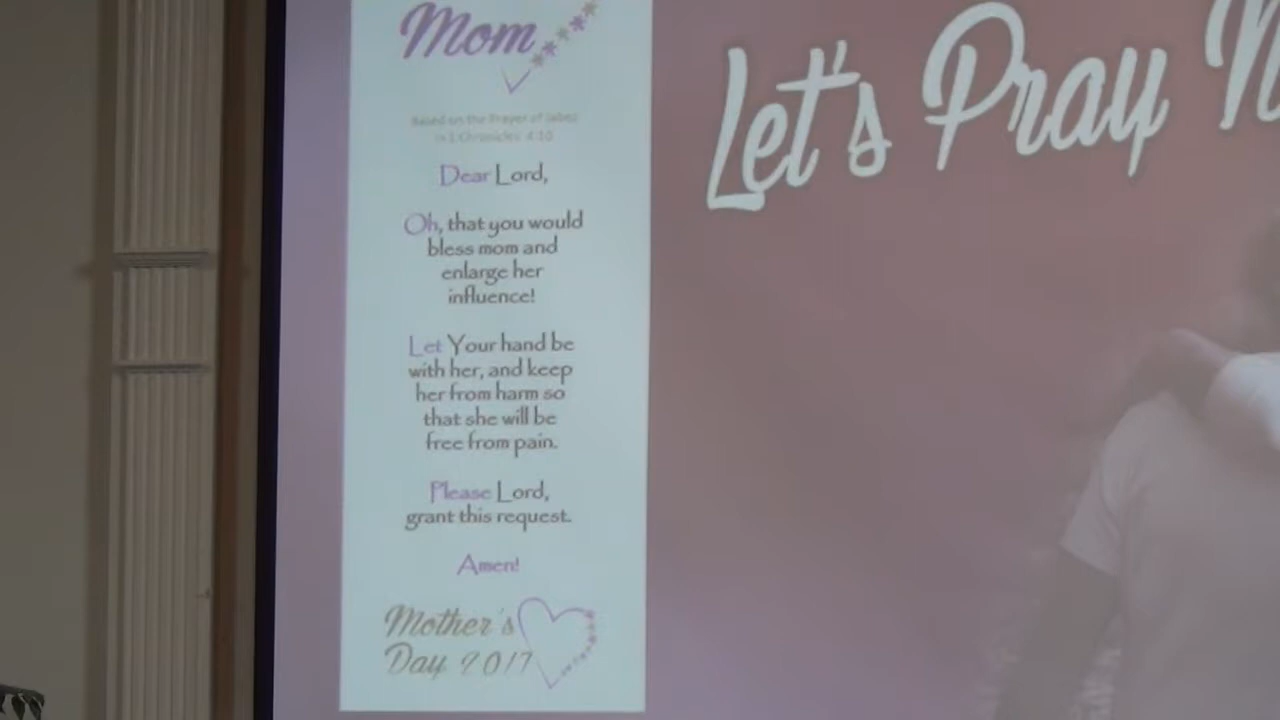 Mom
Based on the Prayer of Jabez
in 1 Chronicles 4:10
Dear Lord,
Oh, that you would
bless mom and
enlarge her
influence!
Let Your hand be
with her, and keep
her from harm so
that she will be
free from pain.
Please Lord,
grant this request.
Amen!
Mother's
Day 2017
Let's Pray